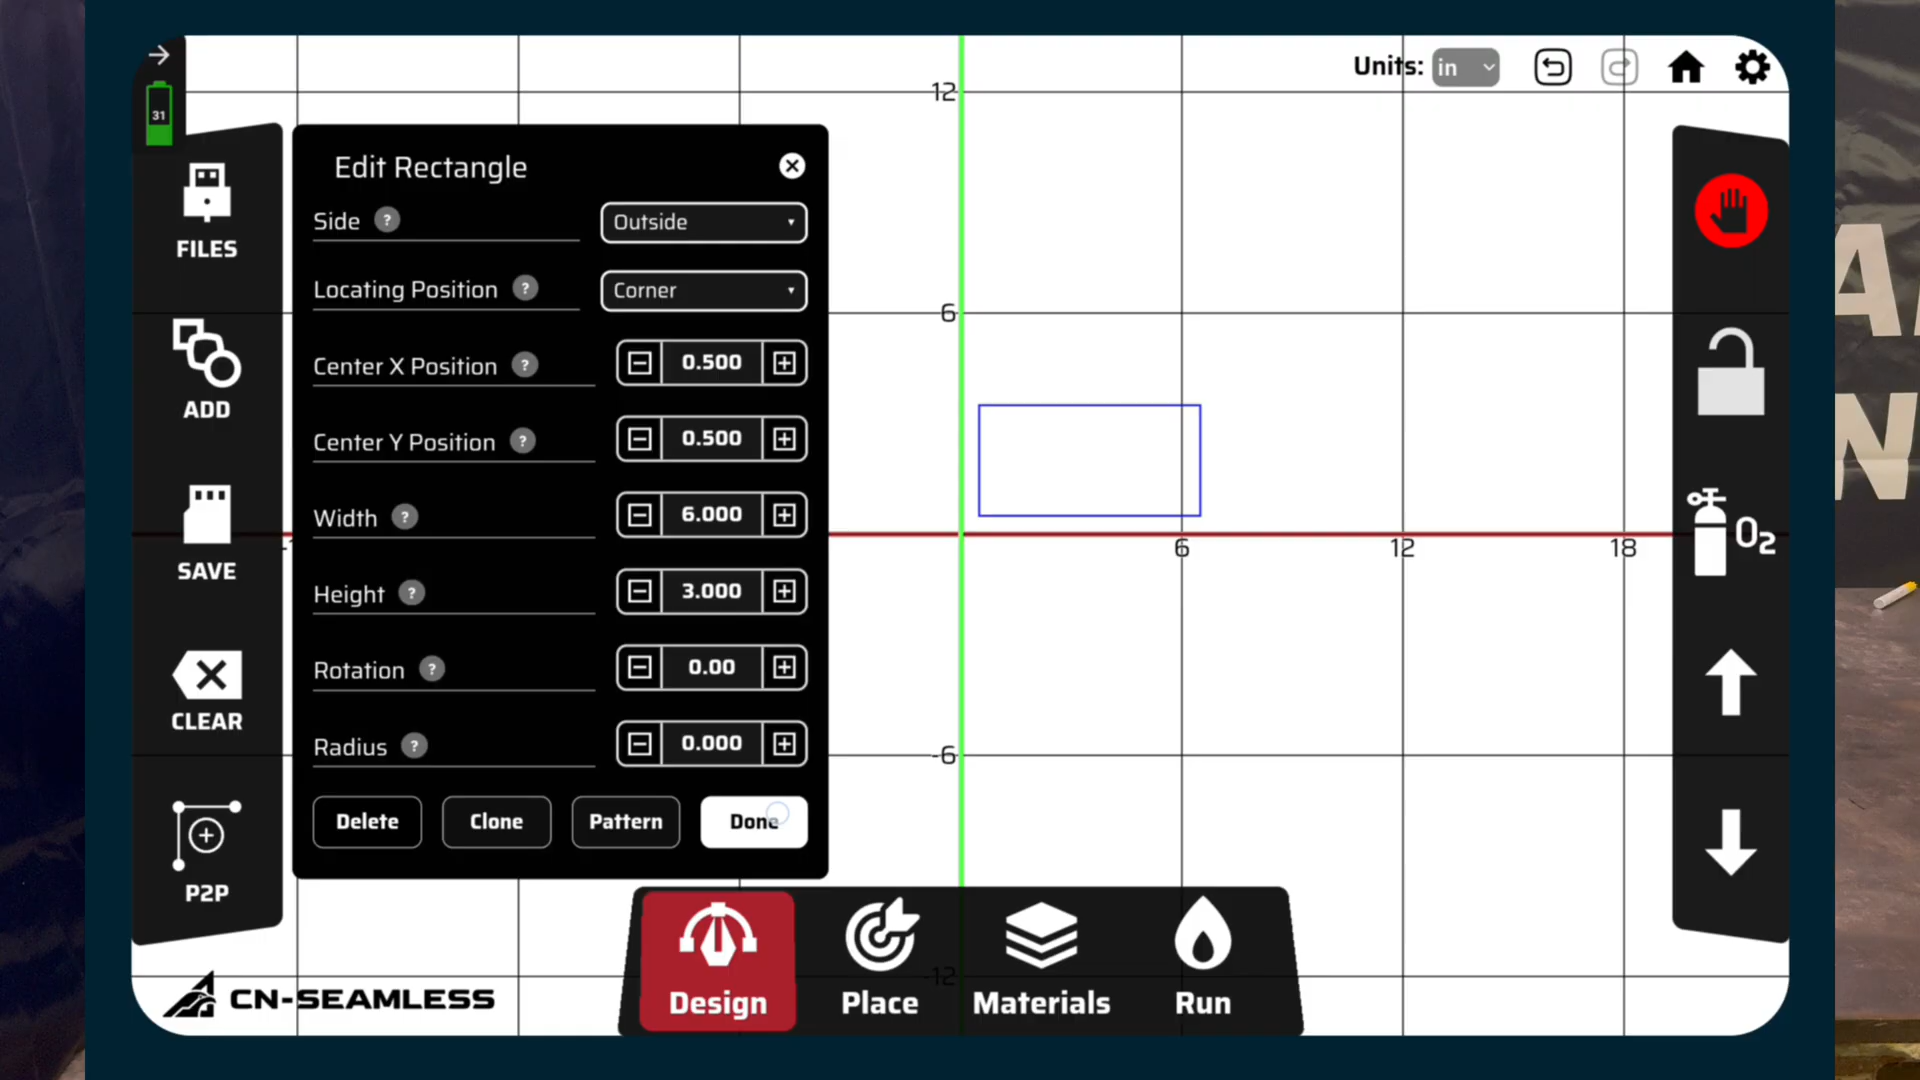 31
Units: in
12
6
-6
-12
6
12
18
FILES
ADD
SAVE
CLEAR
P2P
Edit Rectangle
Side ? Outside
Locating Position ? Corner
Center X Position ? 0.500
Center Y Position ? 0.500
Width ? 6.000
Height ? 3.000
Rotation ? 0.00
Radius ? 0.000
Delete Clone Pattern Done
O2
Design Place Materials Run
CN-SEAMLESS